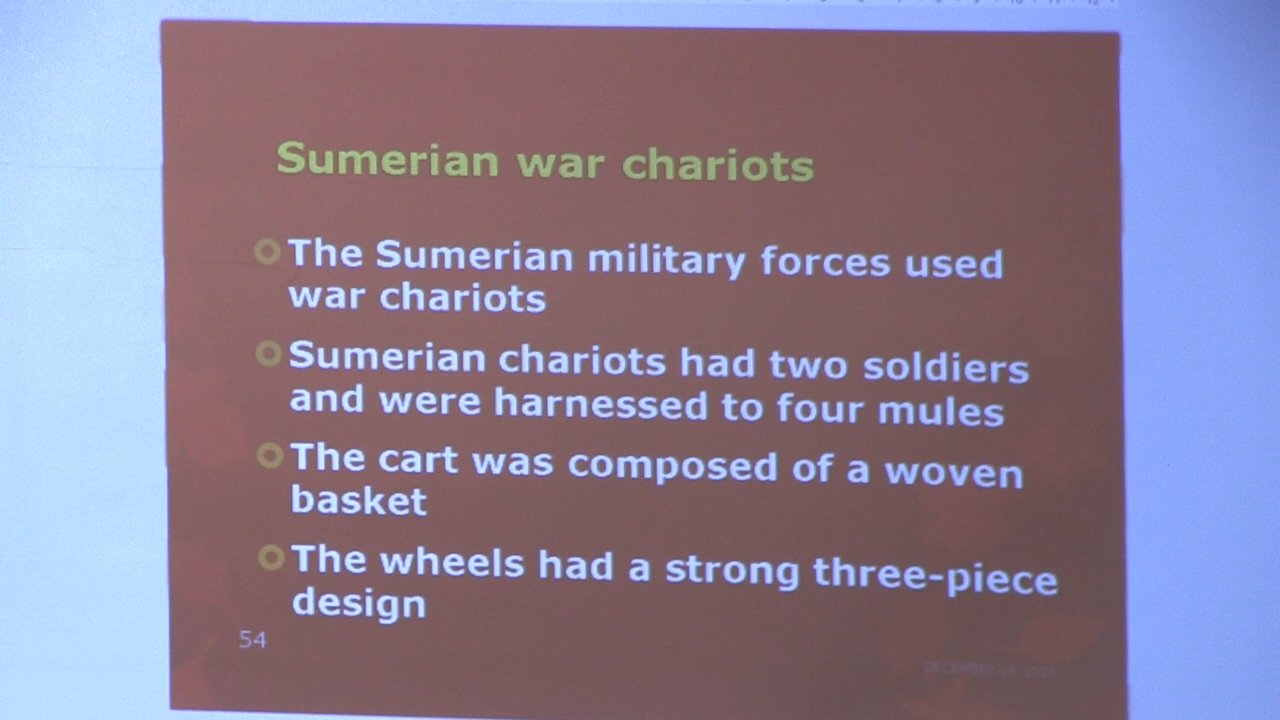 Sumerian war chariots
The Sumerian military forces used
war chariots
Sumerian chariots had two soldiers
and were harnessed to four mules
The cart was composed of a woven
basket
The wheels had a strong three-piece
design
54